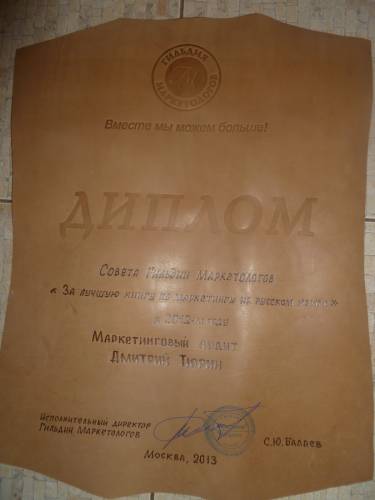 ГИЛЬДИЯ
МАРКЕТОЛОГОВ
Вместе мы можем больше!
ДИПЛОМ
Совета Гильдии Маркетологов
« За лучшую книгу по маркетингу на русском языке»
в 2012-м году
Маркетинговый аудит
Дмитрий Тюрин
Исполнительный директор
Гильдии Маркетологов
С.Ю.Балаев
Москва, 2013